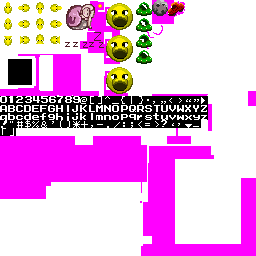 z z z z
0123456789@[]^_{|}
ABCDEFGHIJKLMNOPQRSTUVWXYZ
abcdefghijklmnopqrstuvwxyz
!"#$%&'()*+,-./:;<=>?